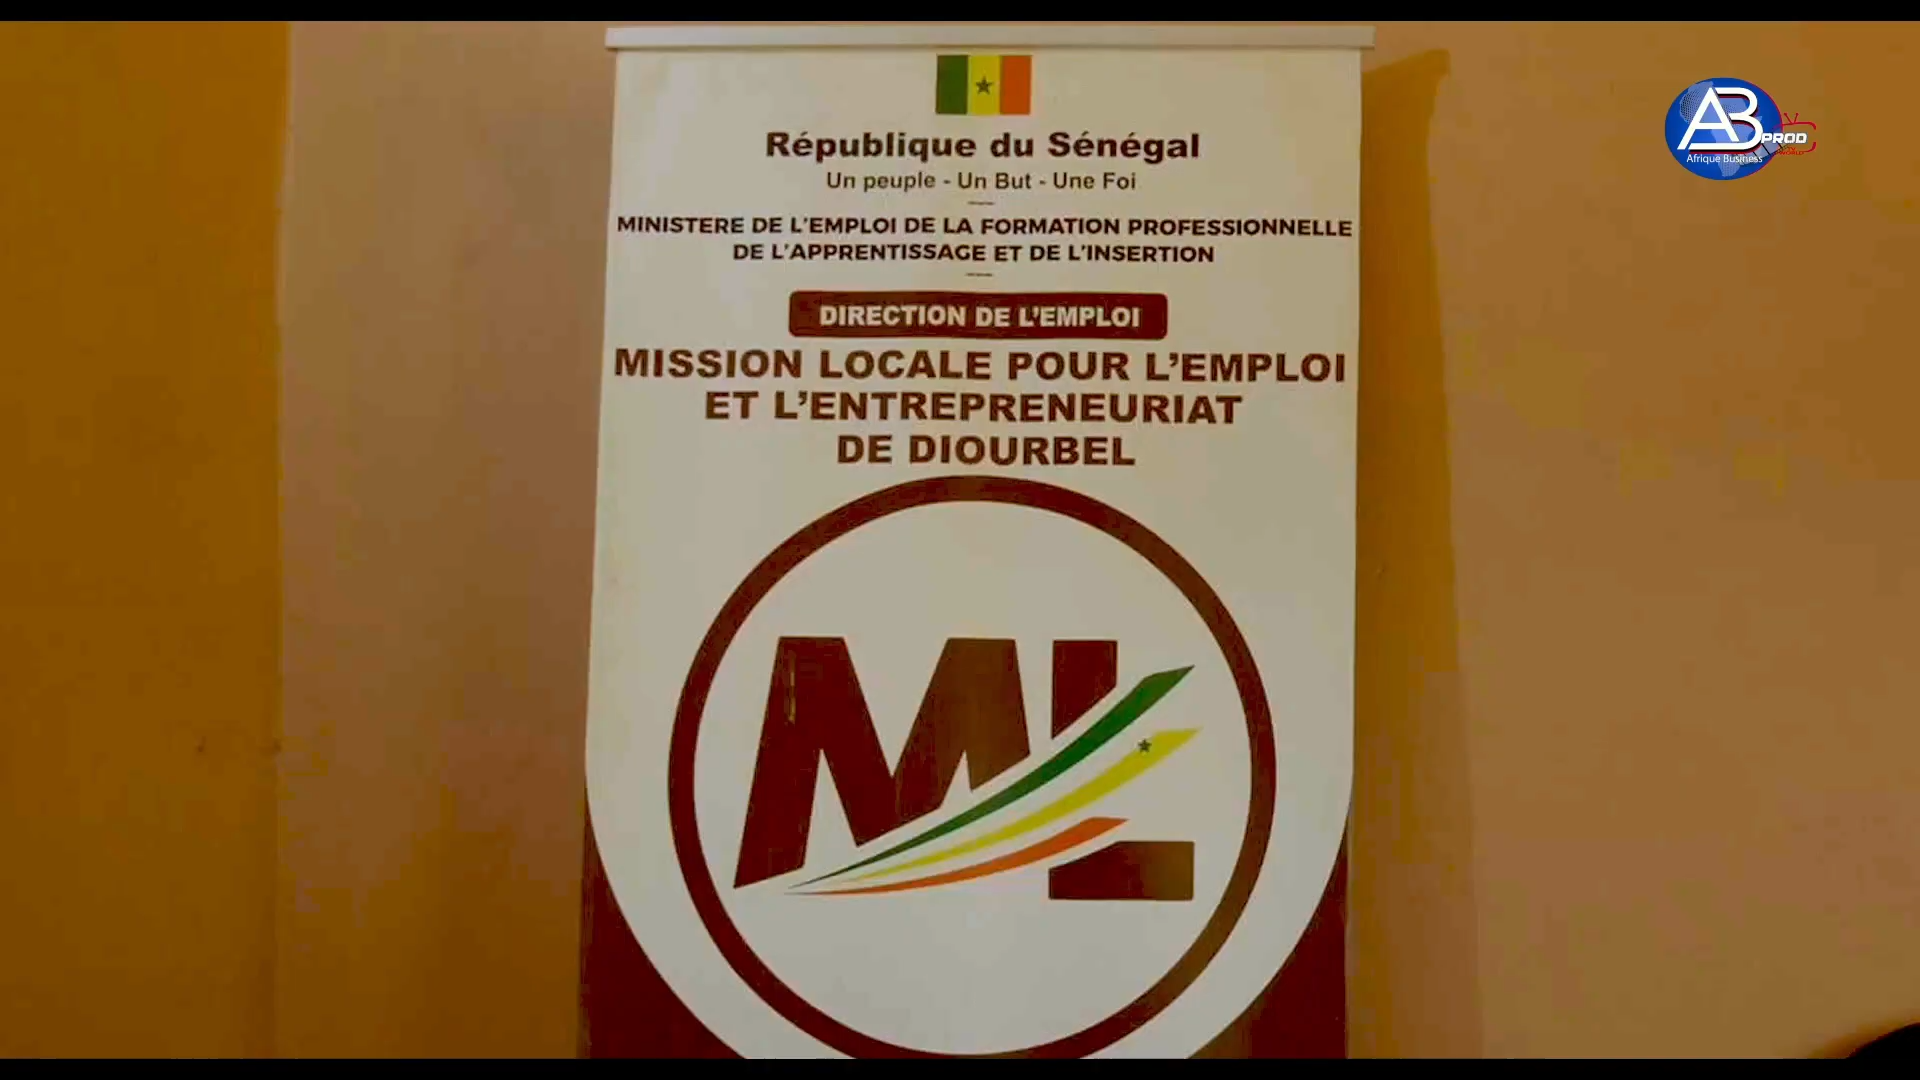 République du Sénégal
Un peuple - Un But - Une Foi
MINISTERE DE L'EMPLOI DE LA FORMATION PROFESSIONNELLE
DE L'APPRENTISSAGE ET DE L'INSERTION
DIRECTION DE L'EMPLOI
MISSION LOCALE POUR L'EMPLOI
ET L'ENTREPRENEURIAT
DE DIOURBEL
ML
AB PROD
Afrique Business